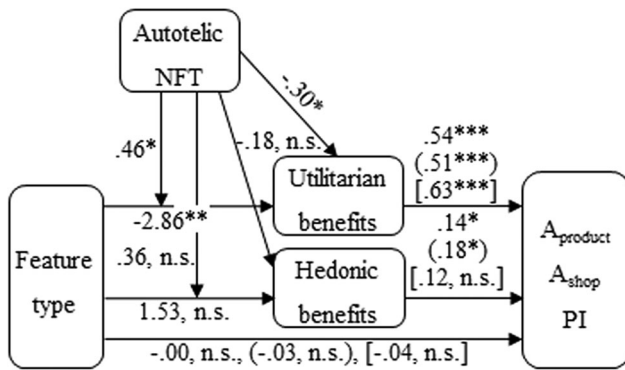 Autotelic
NFT
-.30*
.46*
-.18, n.s.
.54***
(.51***)
[.63***]
Utilitarian
benefits
-2.86**
.14*
(.18*)
[.12, n.s.]
Feature
type
.36, n.s.
Hedonic
benefits
1.53, n.s.
Aproduct
Ashop
PI
-.00, n.s., (-.03, n.s.), [-.04, n.s.]